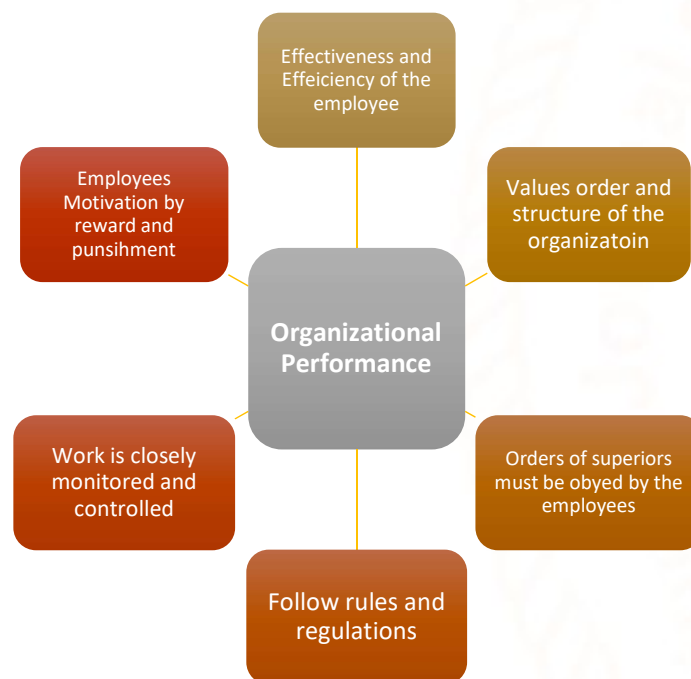 Effectiveness and
Effeiciency of the
employee
Values order and
structure of the
organizatoin
Orders of superiors
must be obyed by the
employees
Follow rules and
regulations
Work is closely
monitored and
controlled
Employees
Motivation by
reward and
punsihment
Organizational
Performance